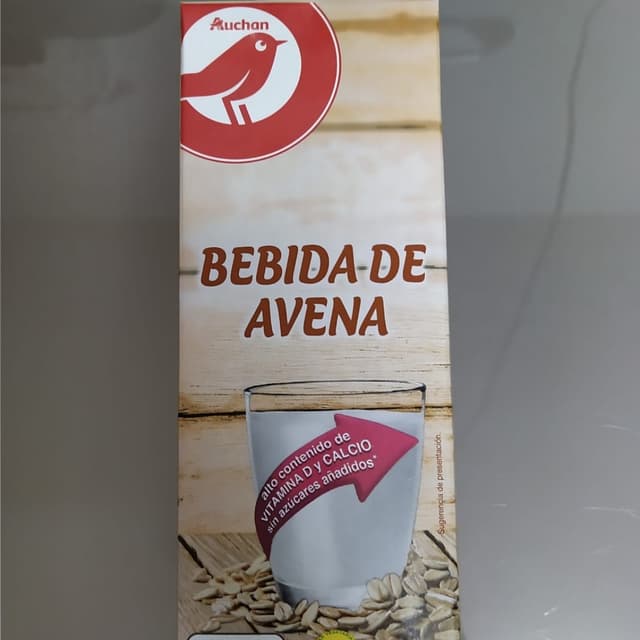 Auchan
BEBIDA DE
AVENA
alto contenido de
VITAMINA D y CALCIO
sin azúcares añadidos*
Sugerencia de presentación.